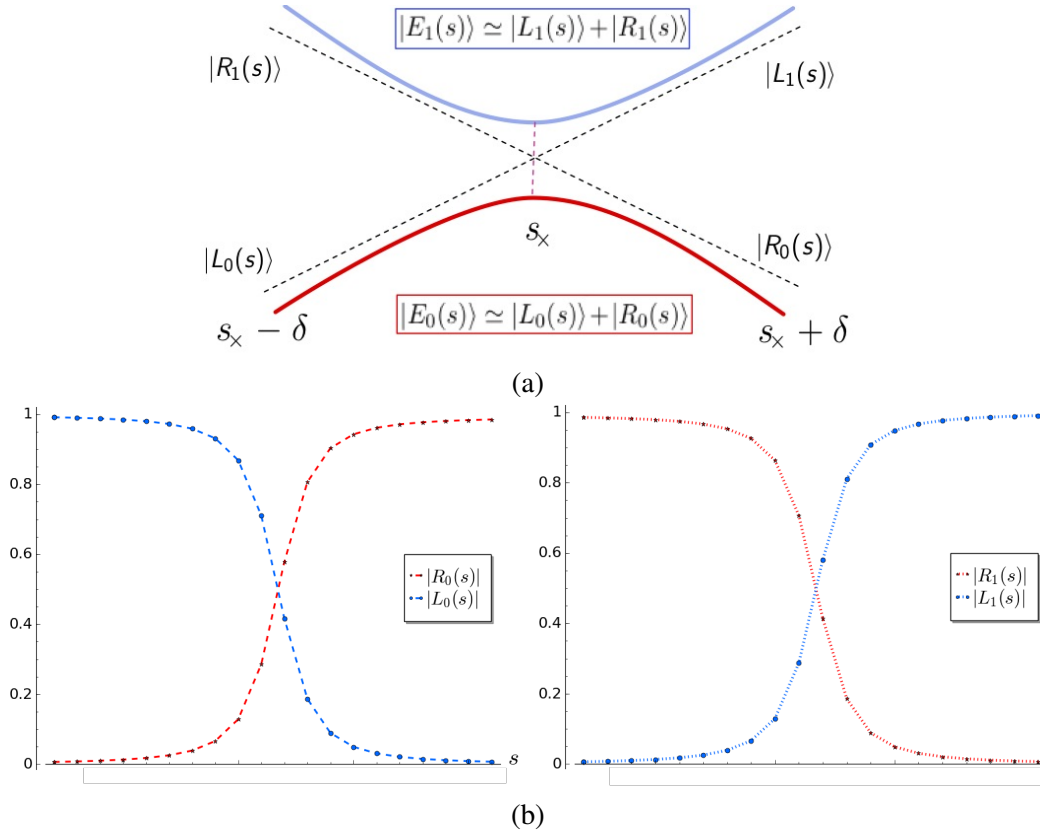 |E₁(s)⟩ ≃ |L₁(s)⟩+|R₁(s)⟩
|R₁(s)⟩
|L₁(s)⟩
s×
|L₀(s)⟩
|R₀(s)⟩
|E₀(s)⟩ ≃ |L₀(s)⟩+|R₀(s)⟩
s× − δ
s× + δ
(a)
1
0.8
0.6
0.4
0.2
0
|R₀(s)|
|L₀(s)|
s
1
0.8
0.6
0.4
0.2
0
|R₁(s)|
|L₁(s)|
(b)